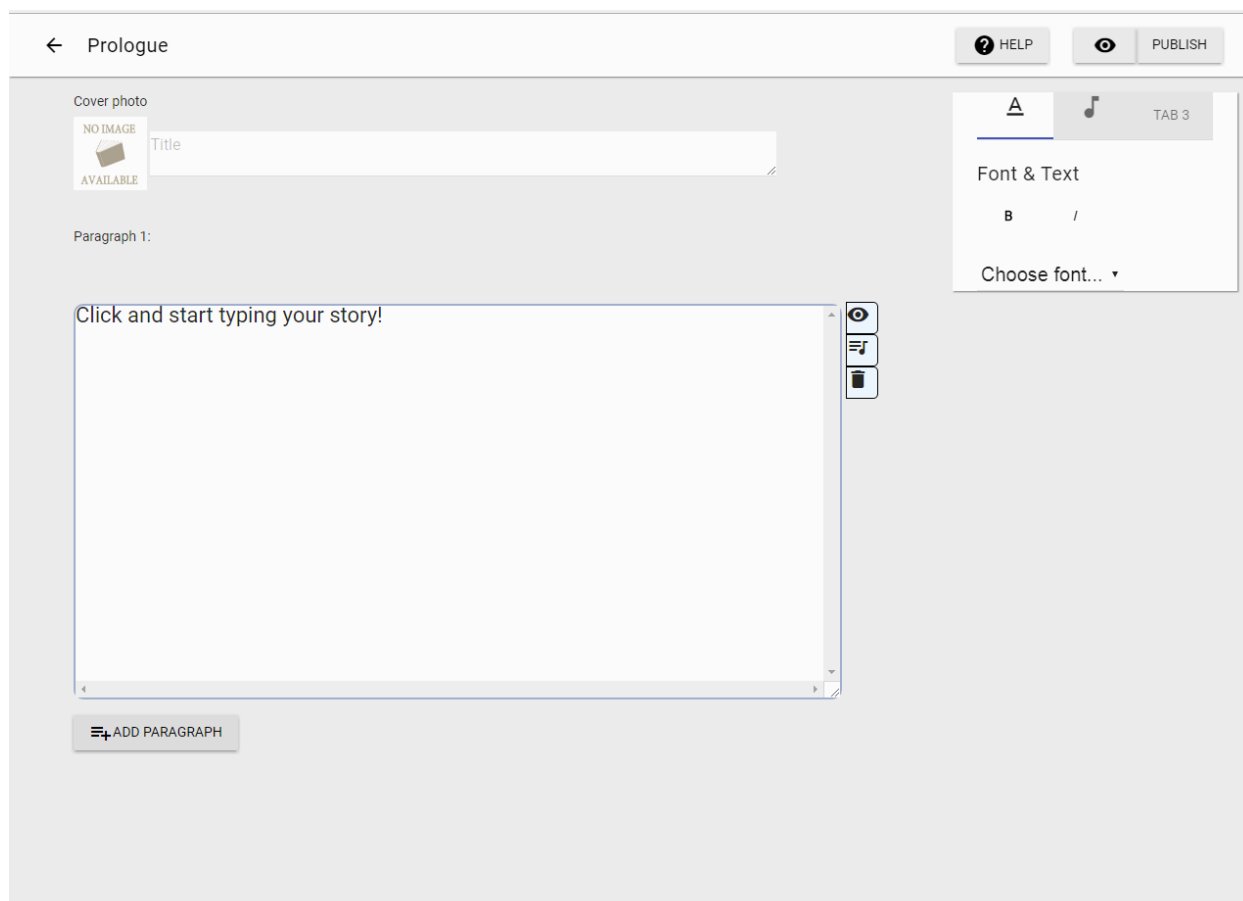 Prologue
HELP
PUBLISH
Cover photo
NO IMAGE
AVAILABLE
Title
A
TAB 3
Font & Text
B
I
Choose font...
Paragraph 1:
Click and start typing your story!
ADD PARAGRAPH